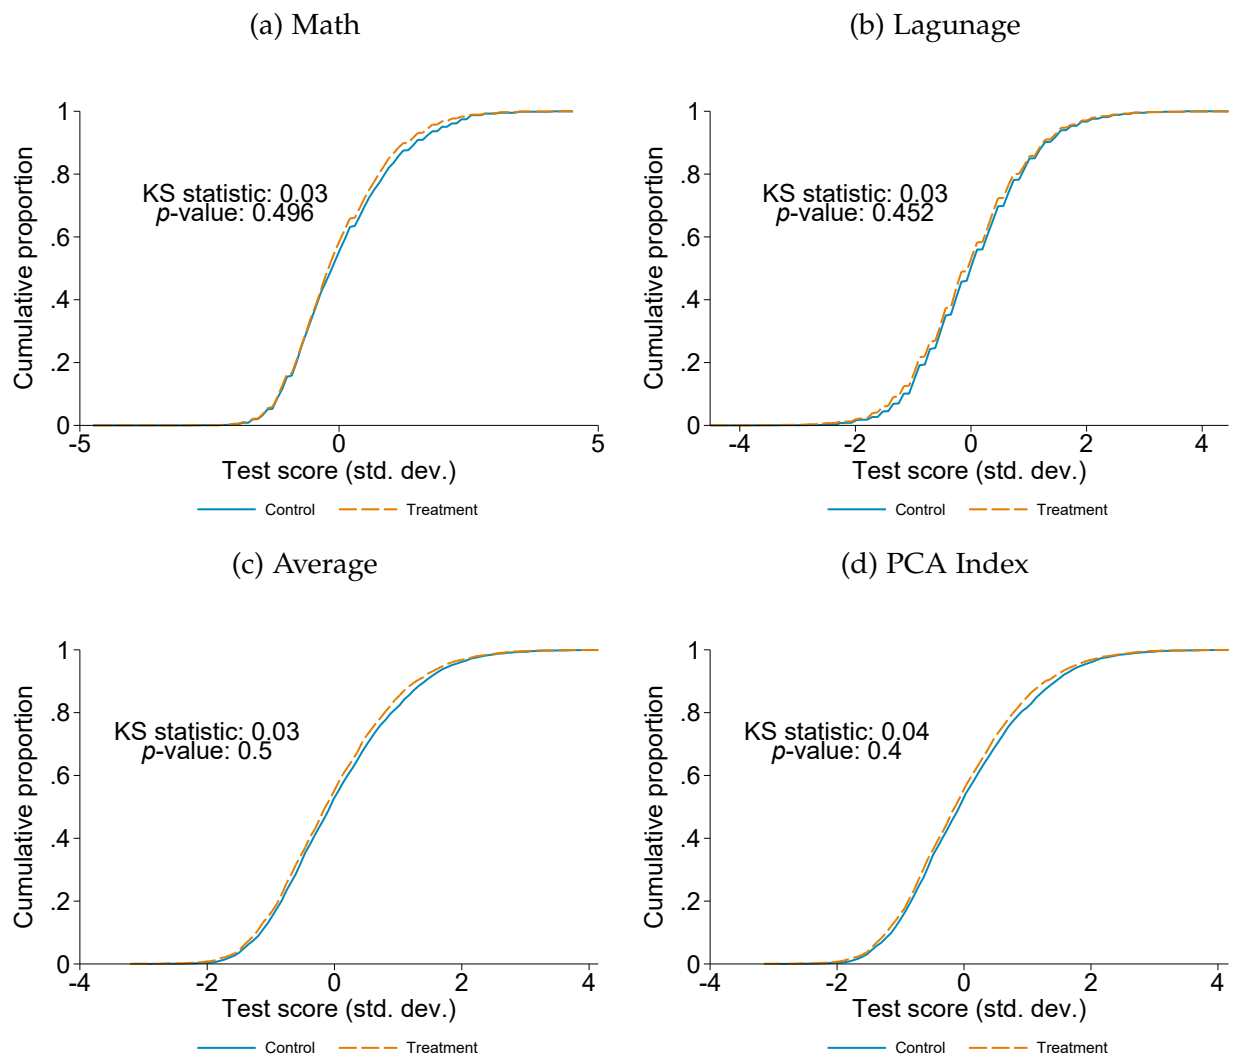 (a) Math
1
.8
.6
.4
.2
0
Cumulative proportion
KS statistic: 0.03
p-value: 0.496
-5
0
5
Test score (std. dev.)
Control
Treatment
(b) Lagunage
1
.8
.6
.4
.2
0
Cumulative proportion
KS statistic: 0.03
p-value: 0.452
-4
-2
0
2
4
Test score (std. dev.)
Control
Treatment
(c) Average
1
.8
.6
.4
.2
0
Cumulative proportion
KS statistic: 0.03
p-value: 0.5
-4
-2
0
2
4
Test score (std. dev.)
Control
Treatment
(d) PCA Index
1
.8
.6
.4
.2
0
Cumulative proportion
KS statistic: 0.04
p-value: 0.4
-4
-2
0
2
4
Test score (std. dev.)
Control
Treatment